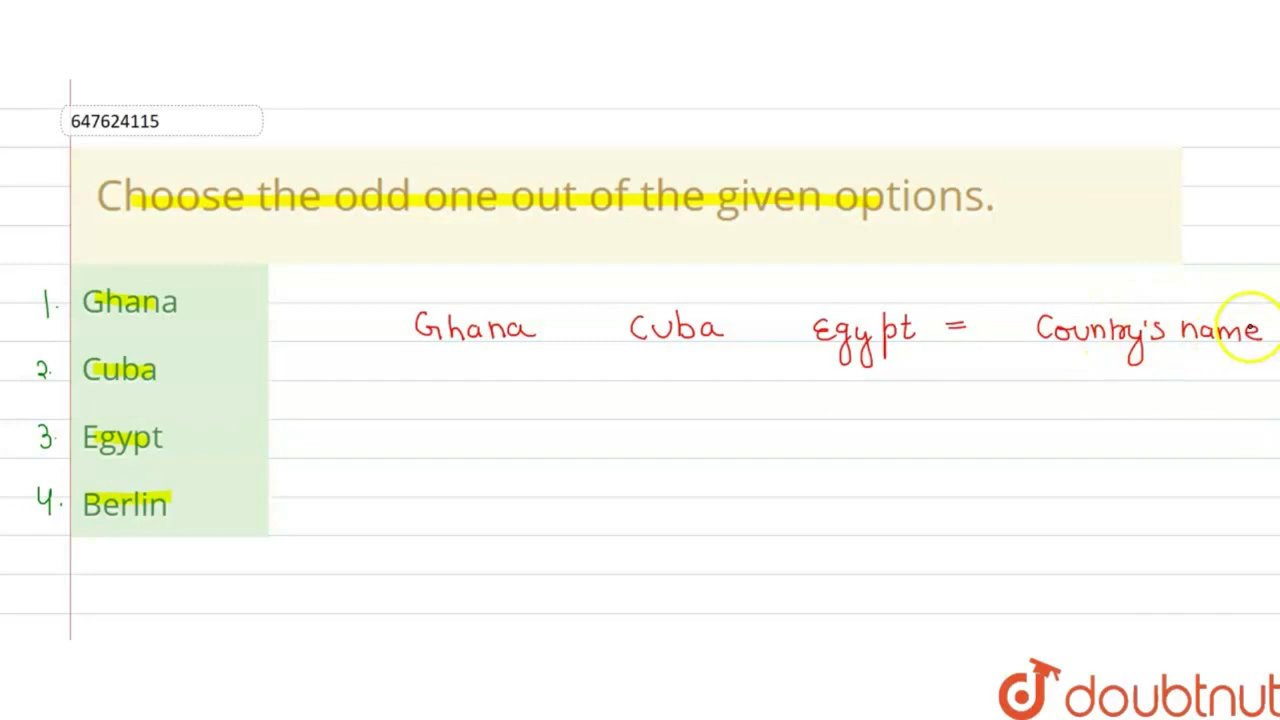 647624115
Choose the odd one out of the given options.
1. Ghana
Ghana Cuba Egypt = Country's name
2. Cuba
3. Egypt
4. Berlin
doubtnut